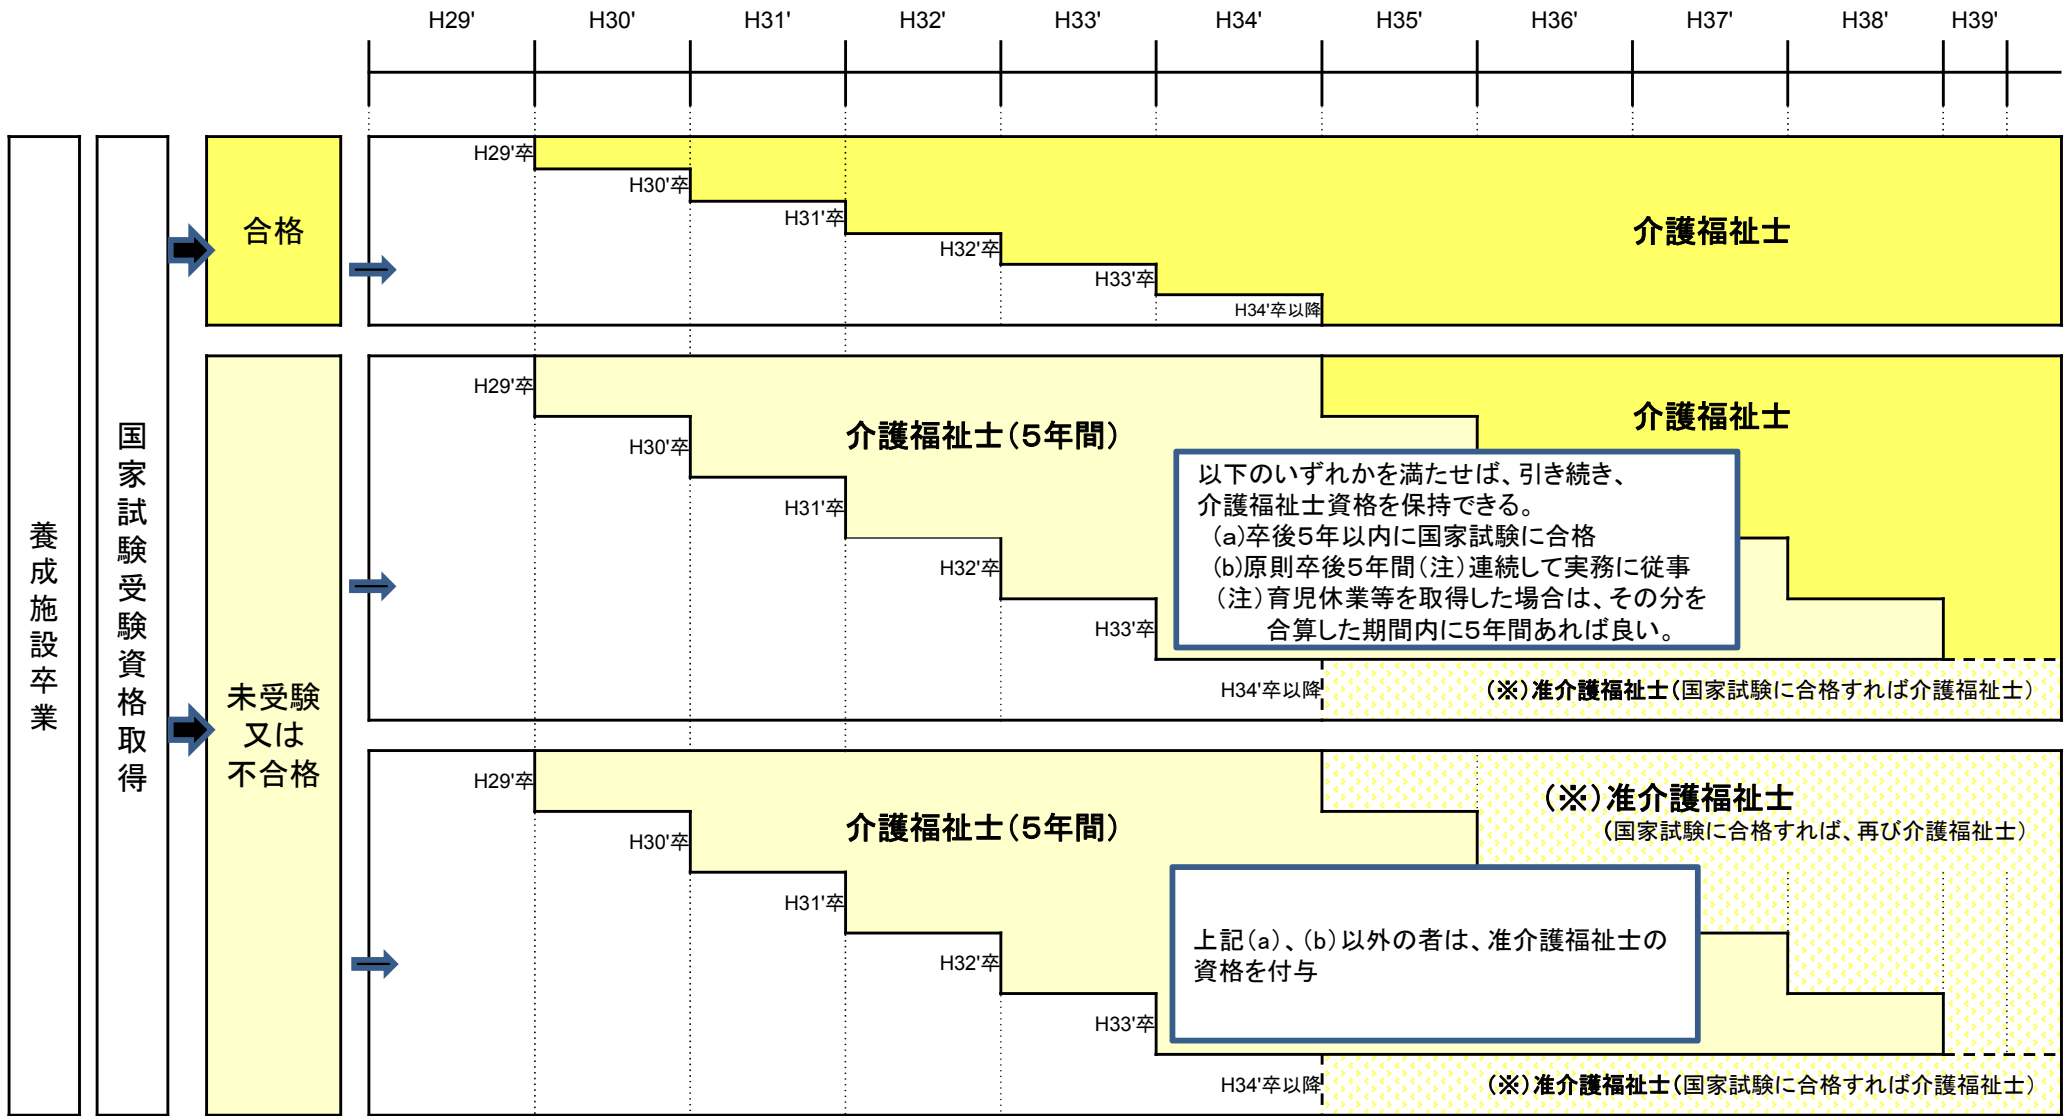 H29' H30' H31' H32' H33' H34' H35' H36' H37' H38' H39'
養成施設卒業
国家試験受験資格取得
合格
H29'卒
H30'卒
H31'卒
H32'卒
H33'卒
H34'卒以降
介護福祉士
未受験
又は
不合格
H29'卒
H30'卒
H31'卒
H32'卒
H33'卒
H34'卒以降
介護福祉士(5年間)
介護福祉士
以下のいずれかを満たせば、引き続き、
介護福祉士資格を保持できる。
(a)卒後5年以内に国家試験に合格
(b)原則卒後5年間(注)連続して実務に従事
(注)育児休業等を取得した場合は、その分を
合算した期間内に5年間あれば良い。
(※)准介護福祉士(国家試験に合格すれば介護福祉士)
H29'卒
H30'卒
H31'卒
H32'卒
H33'卒
H34'卒以降
介護福祉士(5年間)
(※)准介護福祉士
(国家試験に合格すれば、再び介護福祉士)
上記(a)、(b)以外の者は、准介護福祉士の
資格を付与
(※)准介護福祉士(国家試験に合格すれば介護福祉士)